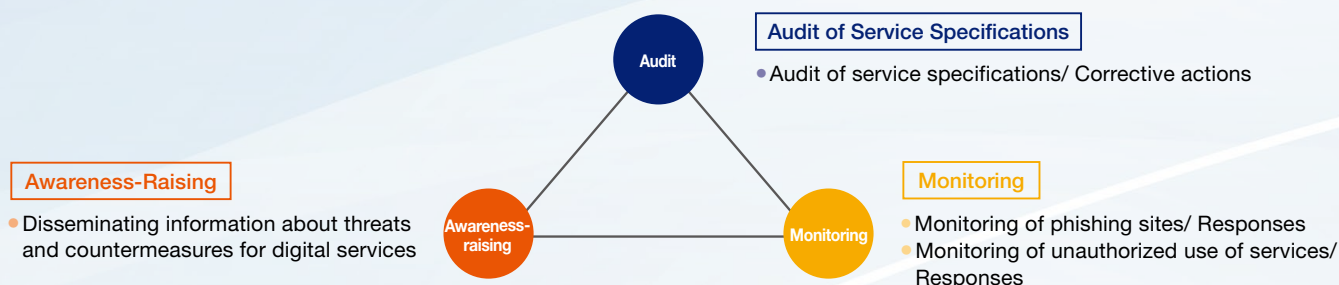 Audit of Service Specifications
Audit
• Audit of service specifications/ Corrective actions
Awareness-Raising
• Disseminating information about threats
and countermeasures for digital services
Awareness-
raising
Monitoring
Monitoring
• Monitoring of phishing sites/ Responses
• Monitoring of unauthorized use of services/
Responses